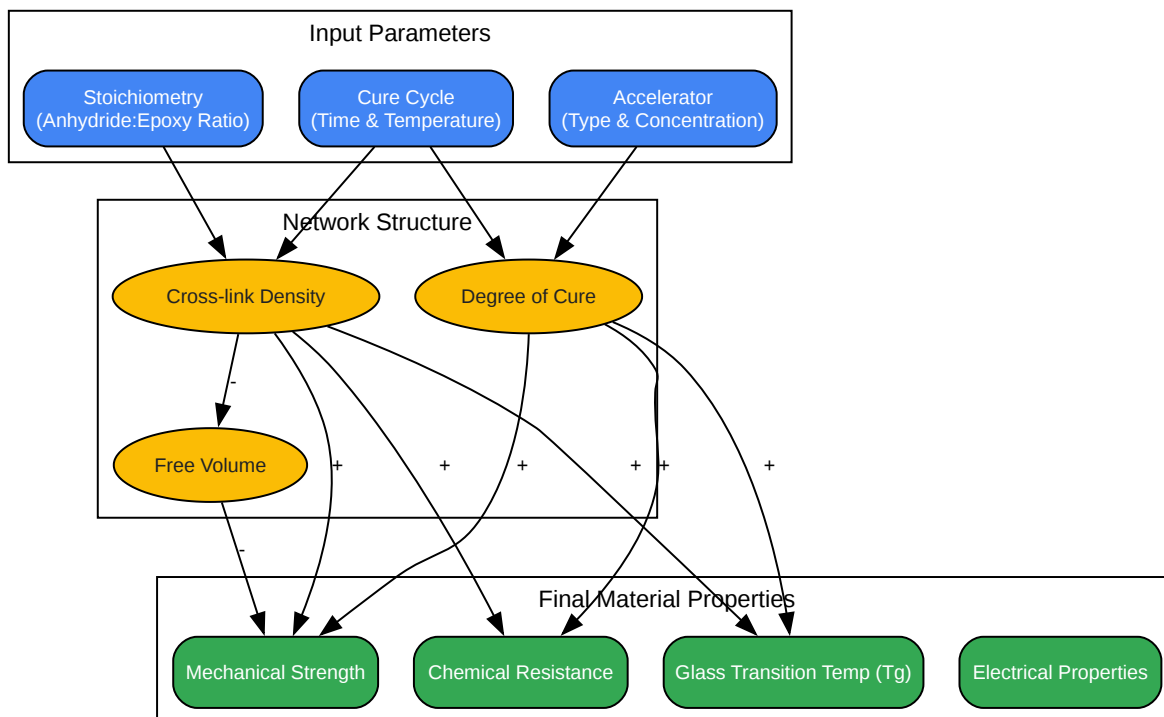 Input Parameters
Stoichiometry
(Anhydride:Epoxy Ratio)
Cure Cycle
(Time & Temperature)
Accelerator
(Type & Concentration)
Network Structure
Cross-link Density
Degree of Cure
-
Free Volume
+
+
+
+
+
+
-
Final Material Properties
Mechanical Strength
Chemical Resistance
Glass Transition Temp (Tg)
Electrical Properties